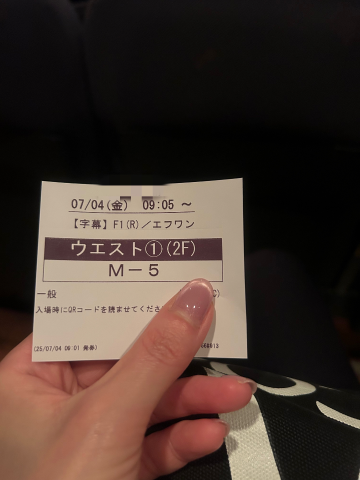 07/04(金) 09:05 ～
【字幕】F1(R)／エフワン
ウエスト①(2F)
M－5
一般
入場時にQRコードを読ませてくださ
(25/07/04 08:01 発券)